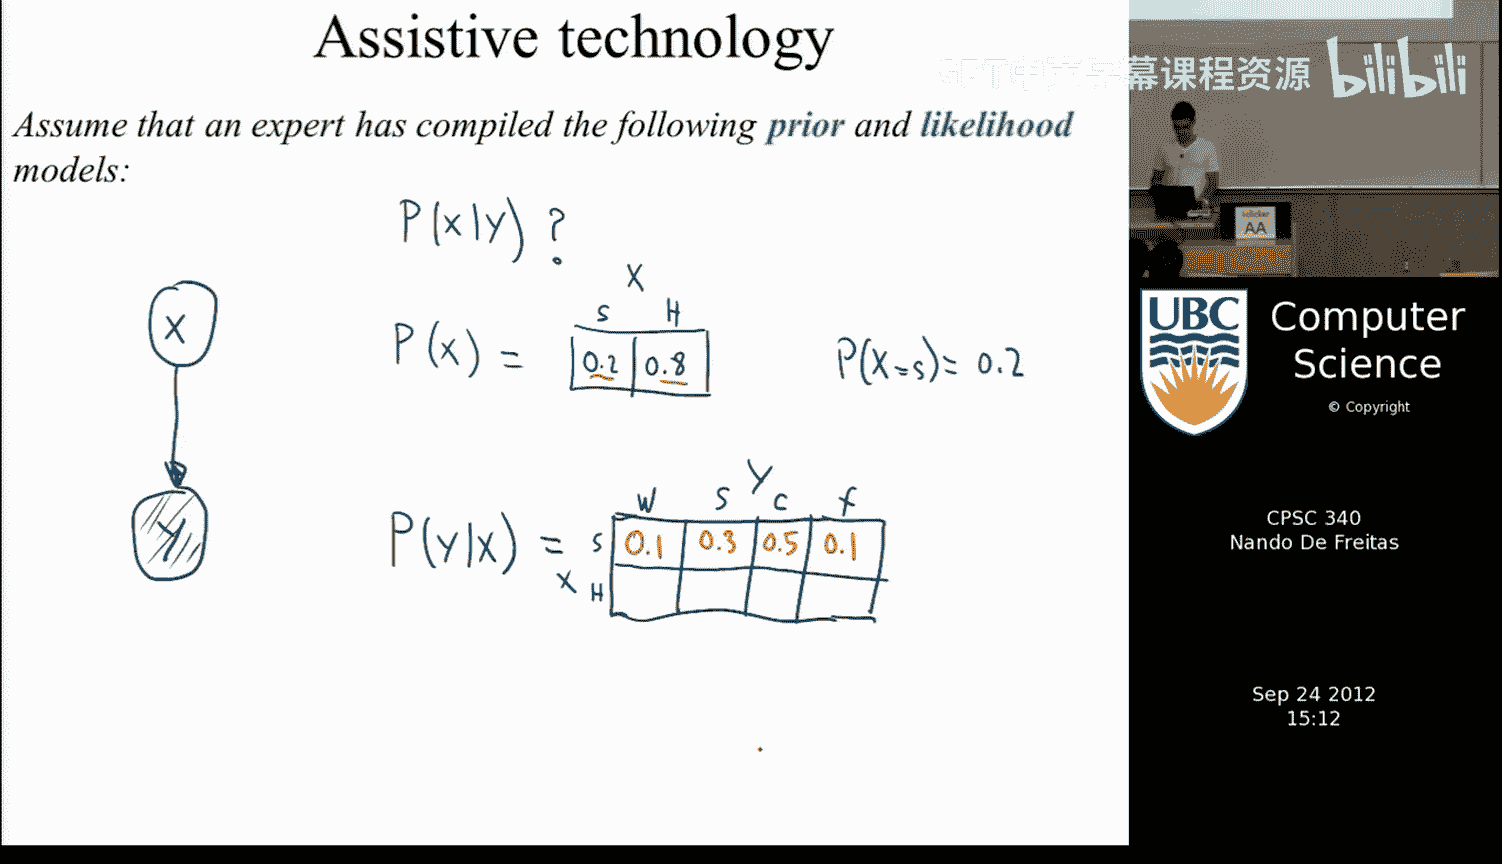 Assistive technology
课程资源 bilibili
Assume that an expert has compiled the following prior and likelihood
models:
P(x|y) ?
X
S H
P(x) = 0.2 0.8
P(X=s)= 0.2
X
Y
Y
W S C f
P(y|x) = S 0.1 0.3 0.5 0.1
X H
AA
UBC
Computer
Science
© Copyright
CPSC 340
Nando De Freitas
Sep 24 2012
15:12